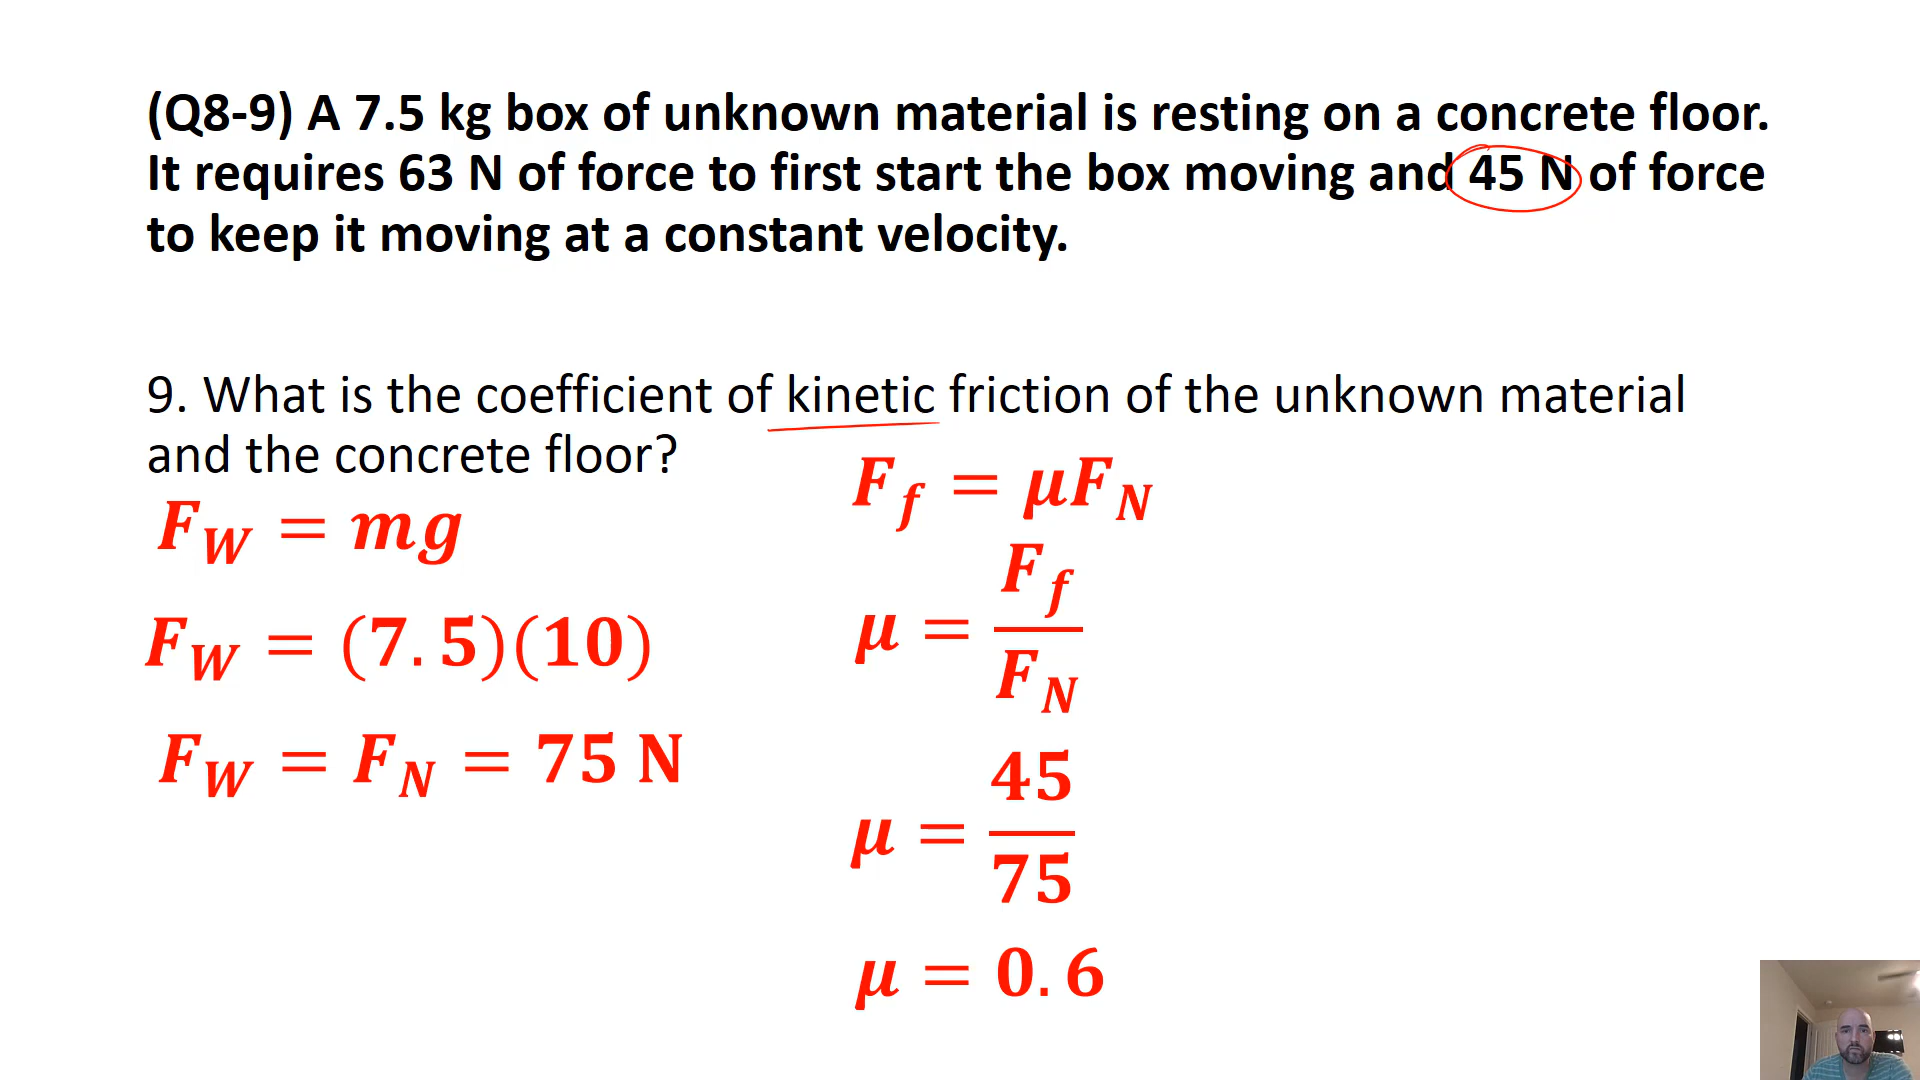 (Q8-9) A 7.5 kg box of unknown material is resting on a concrete floor.
It requires 63 N of force to first start the box moving and 45 N of force
to keep it moving at a constant velocity.
9. What is the coefficient of kinetic friction of the unknown material
and the concrete floor?
F_W = mg
F_W = (7.5)(10)
F_W = F_N = 75 N
F_f = μF_N
μ = F_f / F_N
μ = 45 / 75
μ = 0.6